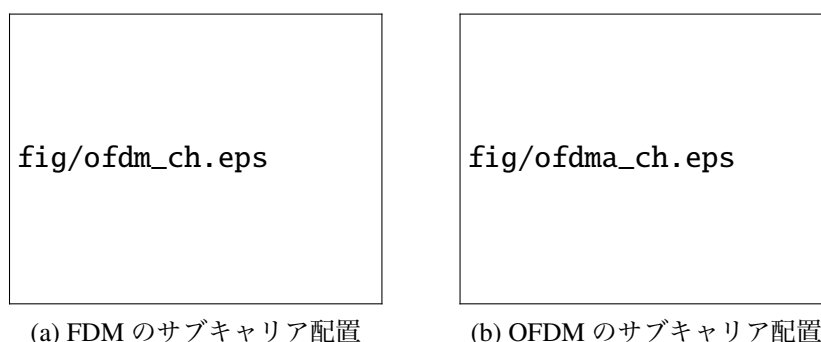 fig/ofdm_ch.eps
fig/ofdma_ch.eps
(a) FDM のサブキャリア配置
(b) OFDM のサブキャリア配置